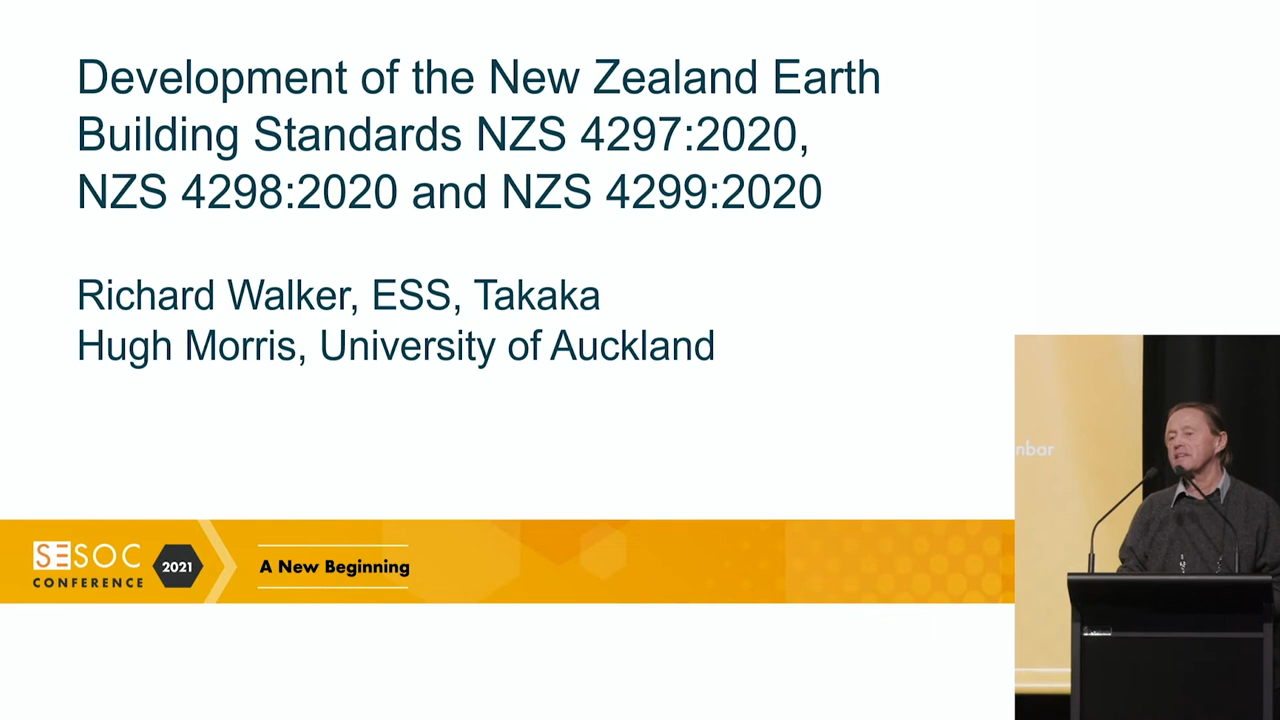 Development of the New Zealand Earth
Building Standards NZS 4297:2020,
NZS 4298:2020 and NZS 4299:2020
Richard Walker, ESS, Takaka
Hugh Morris, University of Auckland
nbar
SESOC
CONFERENCE
2021
A New Beginning